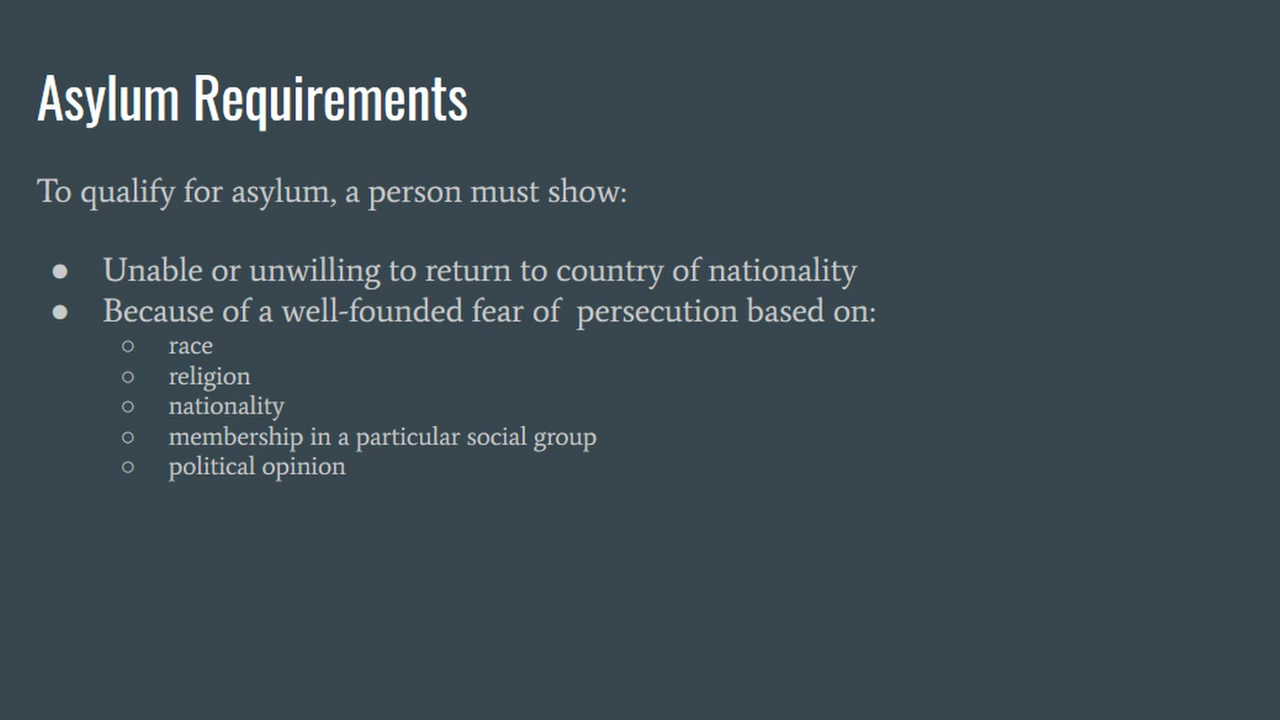 Asylum Requirements
To qualify for asylum, a person must show:
● Unable or unwilling to return to country of nationality
● Because of a well-founded fear of  persecution based on:
○ race
○ religion
○ nationality
○ membership in a particular social group
○ political opinion